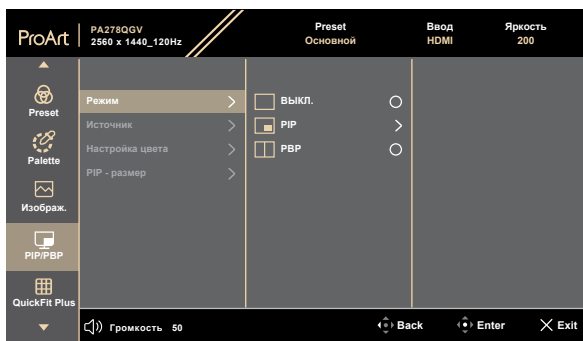 ProArt
PA278QGV
2560 x 1440_120Hz
Preset
Основной
Ввод
HDMI
Яркость
200
Preset
Palette
Изображ.
PIP/PBP
QuickFit Plus
Режим
Источник
Настройка цвета
PIP - размер
ВЫКЛ.
PIP
PBP
Громкость 50
Back
Enter
Exit